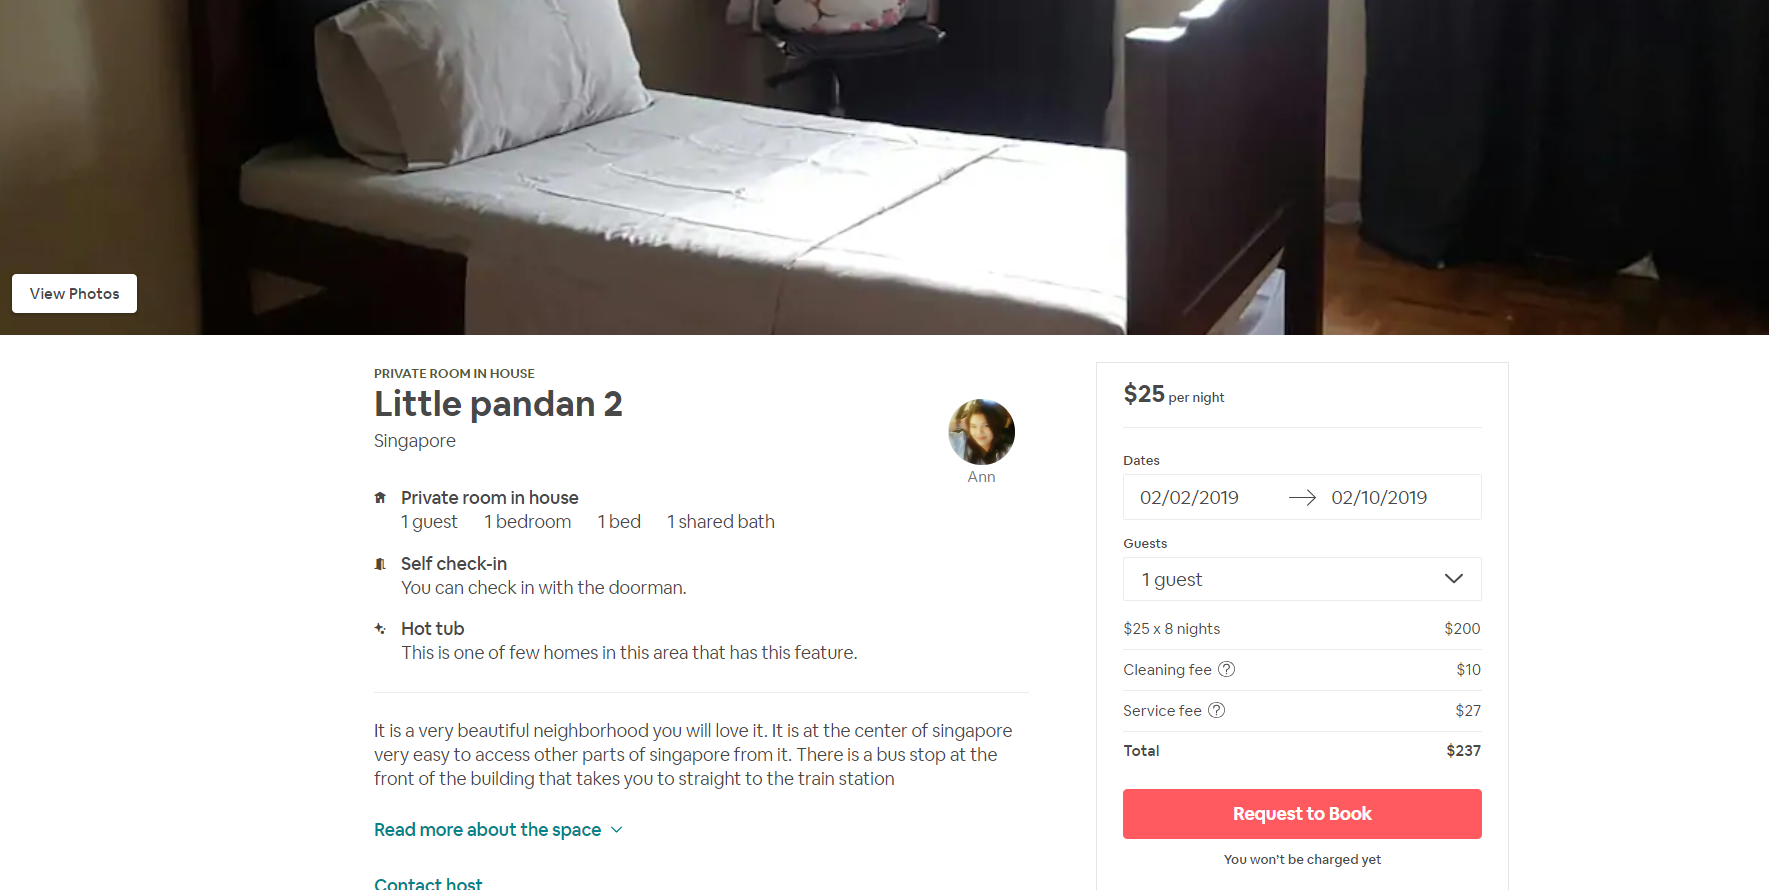 View Photos
PRIVATE ROOM IN HOUSE
Little pandan 2
Singapore
Ann
Private room in house
1 guest 1 bedroom 1 bed 1 shared bath
Self check-in
You can check in with the doorman.
Hot tub
This is one of few homes in this area that has this feature.
It is a very beautiful neighborhood you will love it. It is at the center of singapore
very easy to access other parts of singapore from it. There is a bus stop at the
front of the building that takes you to straight to the train station
Read more about the space
Contact host
$25 per night
Dates
02/02/2019 → 02/10/2019
Guests
1 guest
$25 x 8 nights $200
Cleaning fee ? $10
Service fee ? $27
Total $237
Request to Book
You won't be charged yet